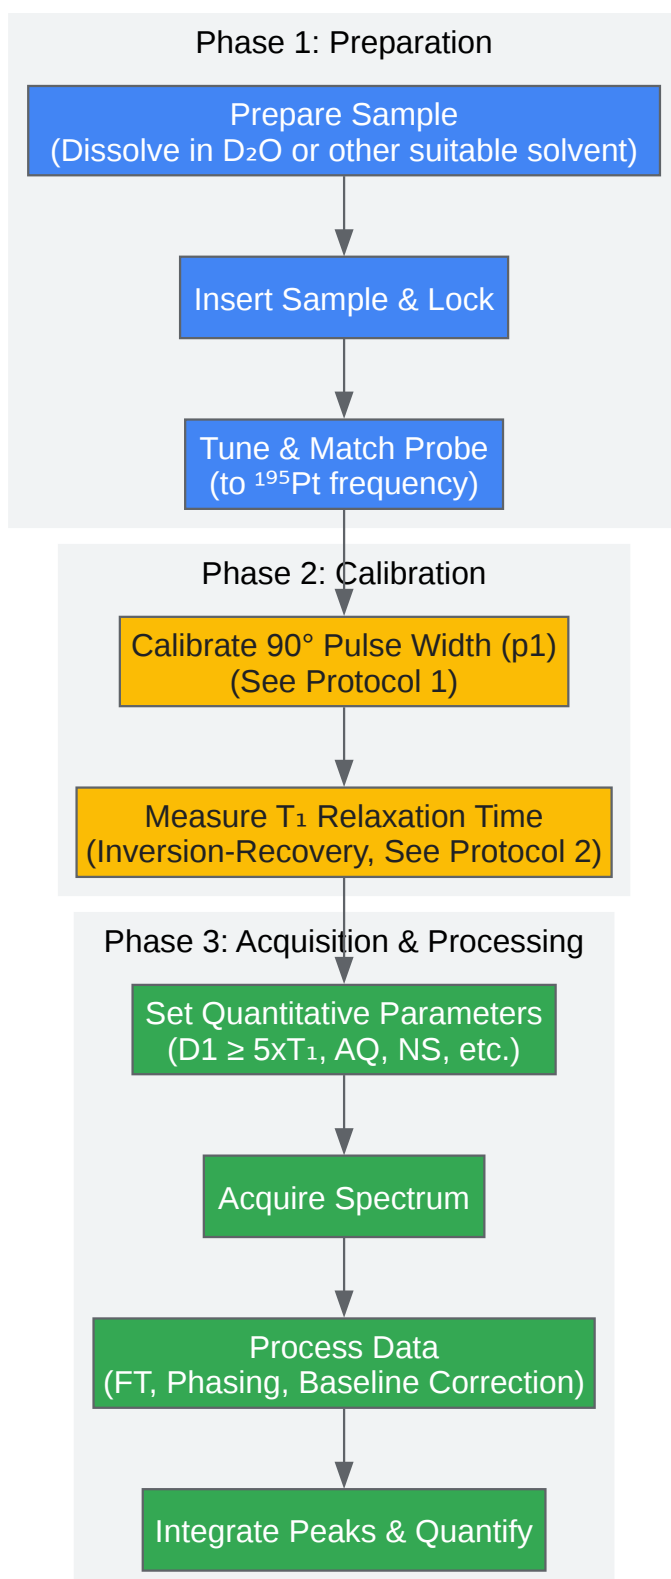 Phase 1: Preparation
Prepare Sample
(Dissolve in D₂O or other suitable solvent)
Insert Sample & Lock
Tune & Match Probe
(to ¹⁹⁵Pt frequency)
Phase 2: Calibration
Calibrate 90° Pulse Width (p1)
(See Protocol 1)
Measure T₁ Relaxation Time
(Inversion-Recovery, See Protocol 2)
Phase 3: Acquisition & Processing
Set Quantitative Parameters
(D1 ≥ 5xT₁, AQ, NS, etc.)
Acquire Spectrum
Process Data
(FT, Phasing, Baseline Correction)
Integrate Peaks & Quantify